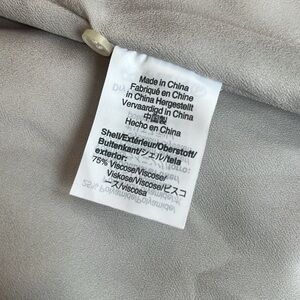 Made in China
Fabriqué en Chine
in China Hergestellt
Vervaardigd in China
中国製
Hecho en China
Shell/Extérieur/Oberstoff/
Buitenkant/シェル/tela
exterior:
75% Viscose/Viscose/
Viskose/Viscose/ビスコ
ース/viscosa